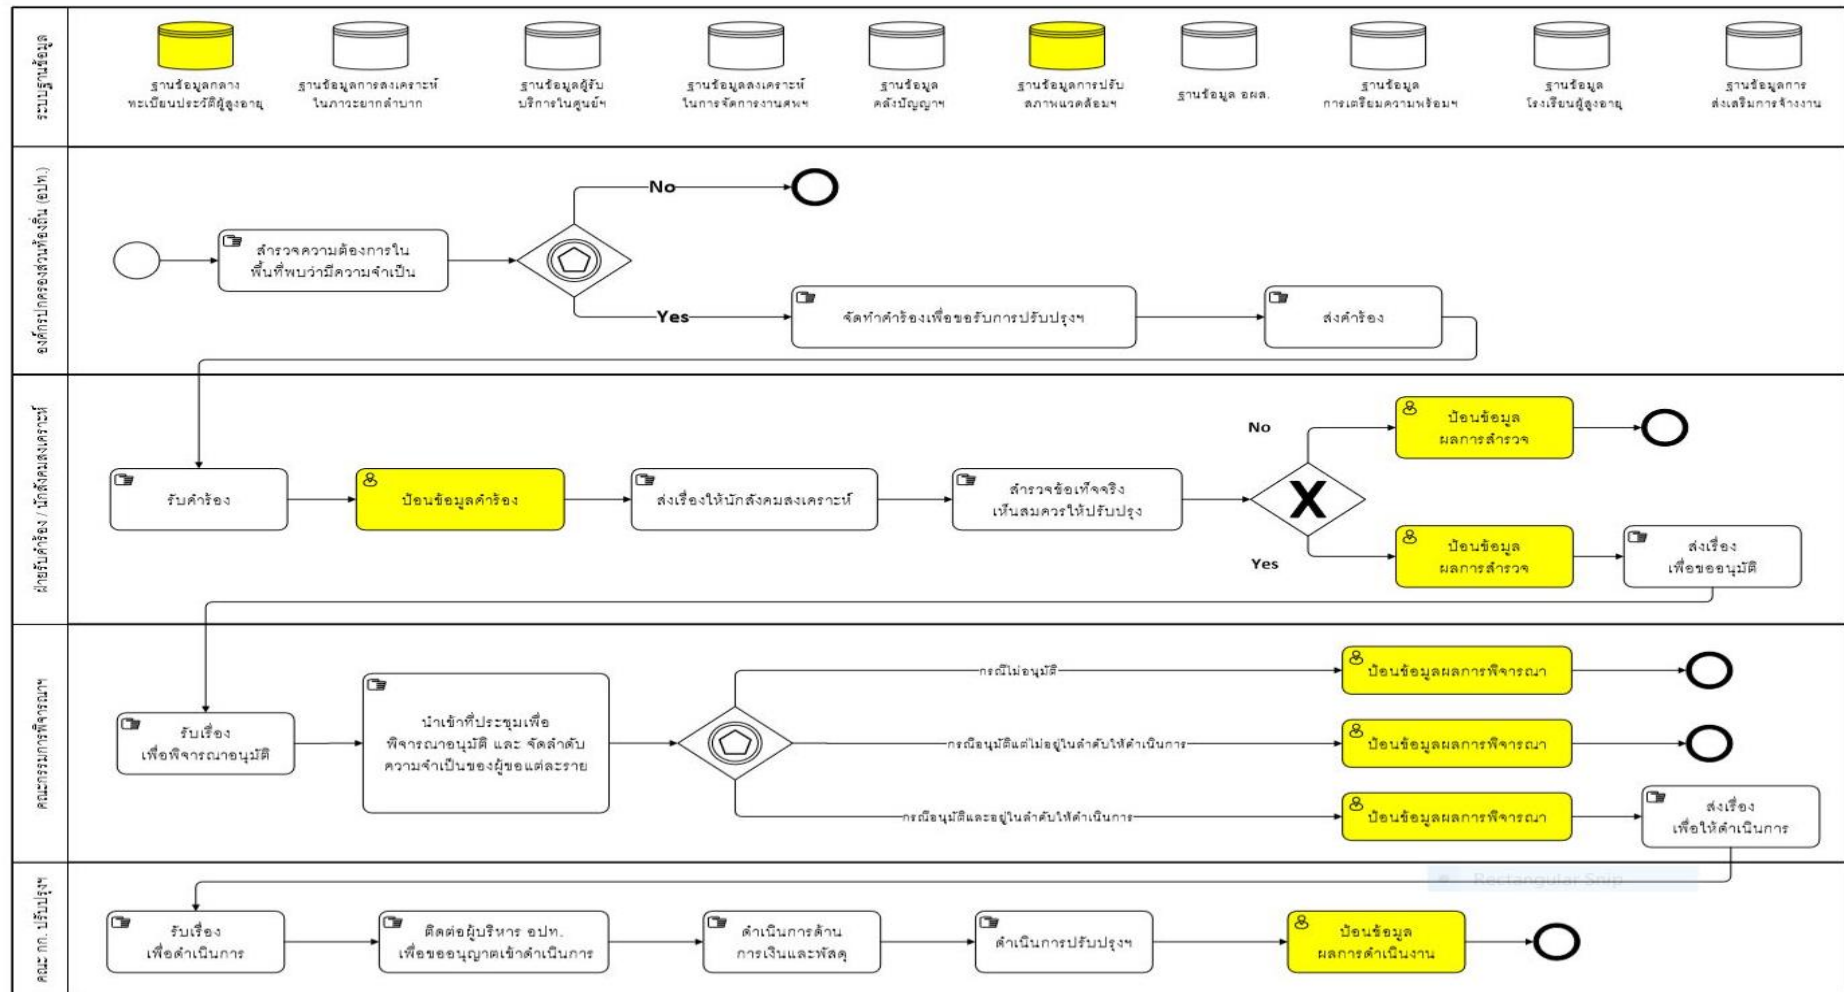 ระบบฐานข้อมูล
ฐานข้อมูลกลาง
ทะเบียนประวัติผู้สูงอายุ
ฐานข้อมูลการสงเคราะห์
ในภาวะยากลำบาก
ฐานข้อมูลผู้รับ
บริการในศูนย์ฯ
ฐานข้อมูลสงเคราะห์
ในการจัดการงานศพฯ
ฐานข้อมูล
คลังปัญญาฯ
ฐานข้อมูลการปรับ
สภาพแวดล้อมฯ
ฐานข้อมูล อผส.
ฐานข้อมูล
การเตรียมความพร้อมฯ
ฐานข้อมูล
โรงเรียนผู้สูงอายุ
ฐานข้อมูลการ
ส่งเสริมการจ้างงาน
องค์กรปกครองส่วนท้องถิ่น (อปท.)
สำรวจความต้องการใน
พื้นที่พบว่ามีความจำเป็น
No
Yes
จัดทำคำร้องเพื่อขอรับการปรับปรุงฯ
ส่งคำร้อง
ฝ่ายรับคำร้อง / นักสังคมสงเคราะห์
รับคำร้อง
ป้อนข้อมูลคำร้อง
ส่งเรื่องให้นักสังคมสงเคราะห์
สำรวจข้อเท็จจริง
เห็นสมควรให้ปรับปรุง
No
ป้อนข้อมูล
ผลการสำรวจ
Yes
ป้อนข้อมูล
ผลการสำรวจ
ส่งเรื่อง
เพื่อขออนุมัติ
คณะกรรมการพิจารณาฯ
รับเรื่อง
เพื่อพิจารณาอนุมัติ
นำเข้าที่ประชุมเพื่อ
พิจารณาอนุมัติ และ จัดลำดับ
ความจำเป็นของผู้ขอแต่ละราย
กรณีไม่อนุมัติ
ป้อนข้อมูลผลการพิจารณา
กรณีอนุมัติแต่ไม่อยู่ในลำดับให้ดำเนินการ
ป้อนข้อมูลผลการพิจารณา
กรณีอนุมัติและอยู่ในลำดับให้ดำเนินการ
ป้อนข้อมูลผลการพิจารณา
ส่งเรื่อง
เพื่อให้ดำเนินการ
Rectangular Snip
คณะ กก. ปรับปรุงฯ
รับเรื่อง
เพื่อดำเนินการ
ติดต่อผู้บริหาร อปท.
เพื่อขออนุญาตเข้าดำเนินการ
ดำเนินการด้าน
การเงินและพัสดุ
ดำเนินการปรับปรุงฯ
ป้อนข้อมูล
ผลการดำเนินงาน